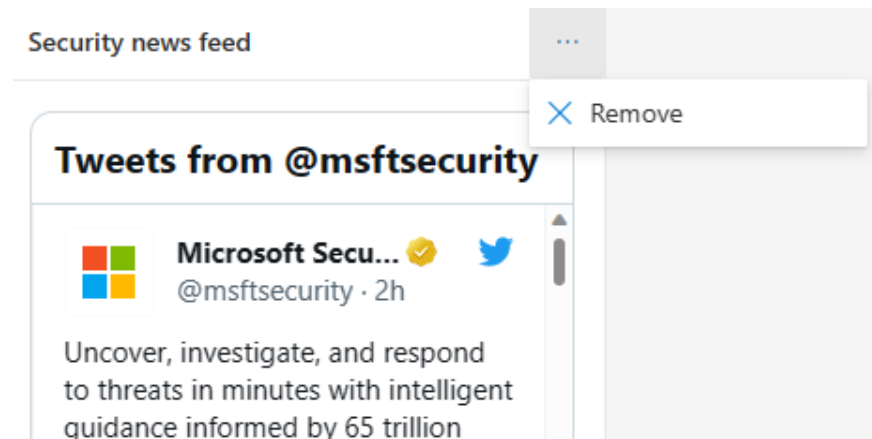 Security news feed
...
Remove
Tweets from @msftsecurity
Microsoft Secu...
@msftsecurity · 2h
Uncover, investigate, and respond
to threats in minutes with intelligent
guidance informed by 65 trillion